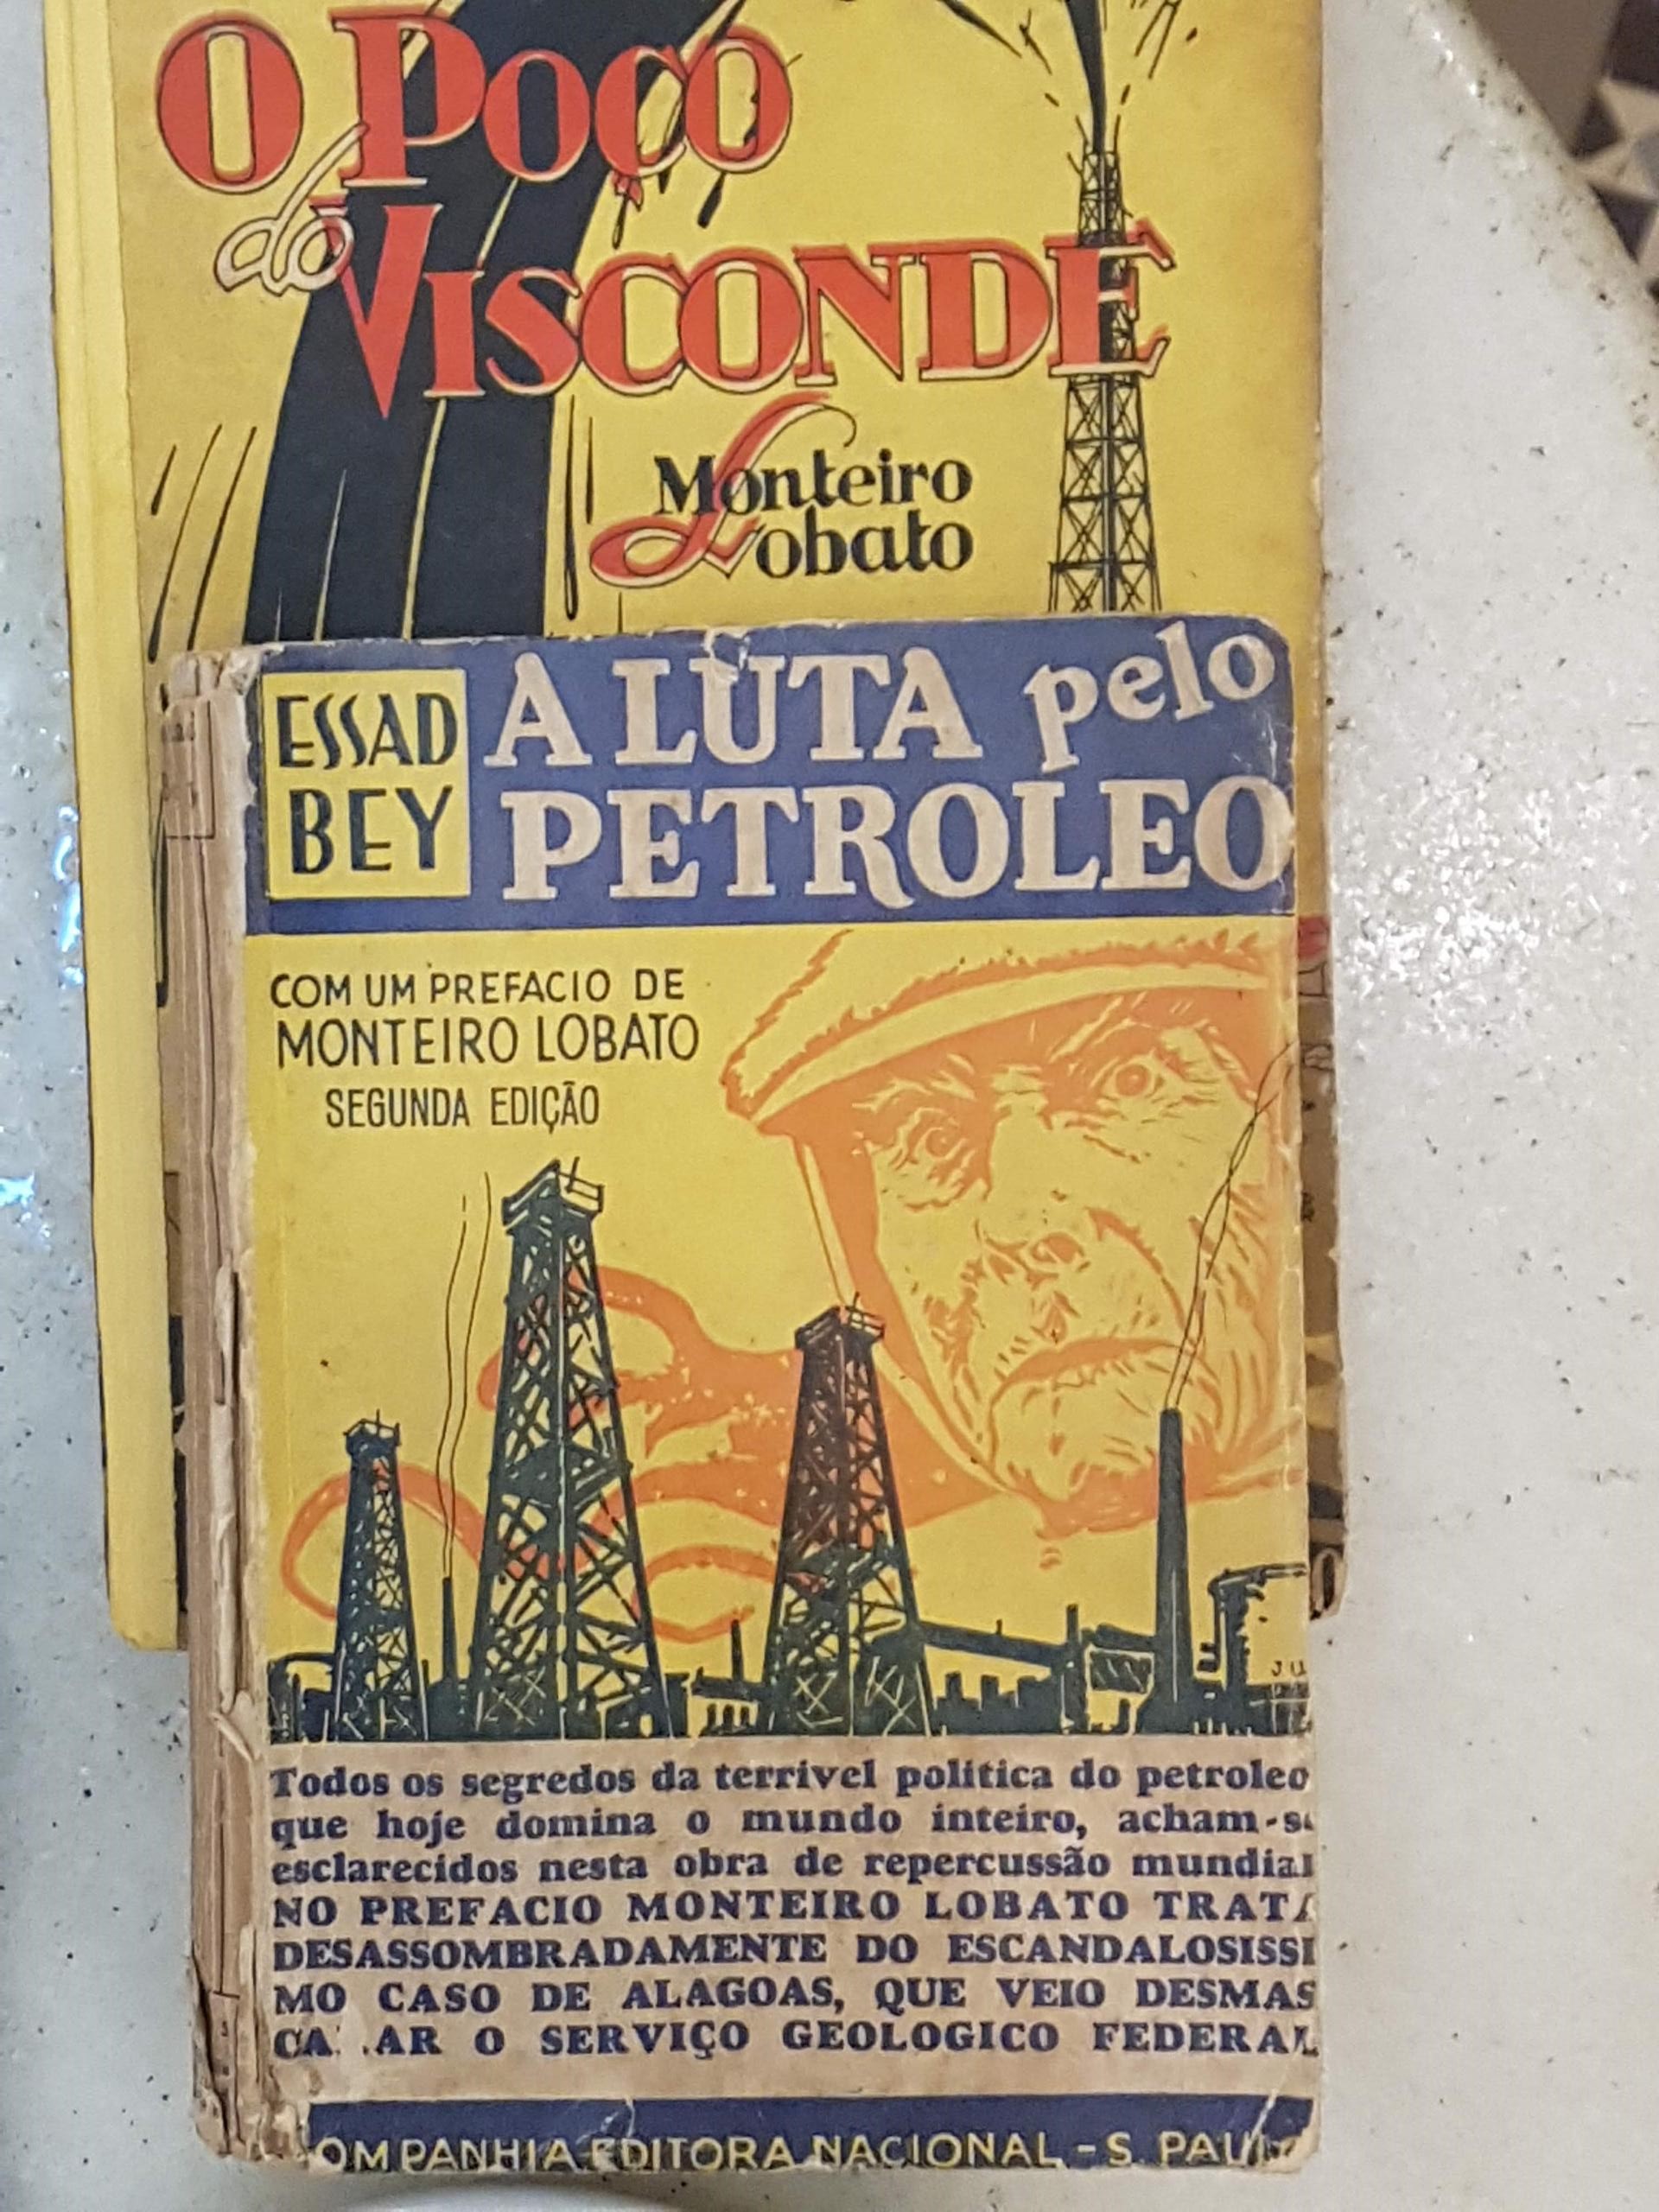 O POÇO
do
VISCONDE
Monteiro
Lobato
ESSAD
BEY
A LUTA pelo
PETROLEO
COM UM PREFACIO DE
MONTEIRO LOBATO
SEGUNDA EDIÇÃO
Todos os segredos da terrivel politica do petroleo
que hoje domina o mundo inteiro, acham-se
esclarecidos nesta obra de repercussão mundial
NO PREFACIO MONTEIRO LOBATO TRATA
DESASSOMBRADAMENTE DO ESCANDALOSISSI
MO CASO DE ALAGOAS, QUE VEIO DESMAS
CARAR O SERVIÇO GEOLOGICO FEDERAL
COMPANHIA EDITORA NACIONAL - S. PAULO